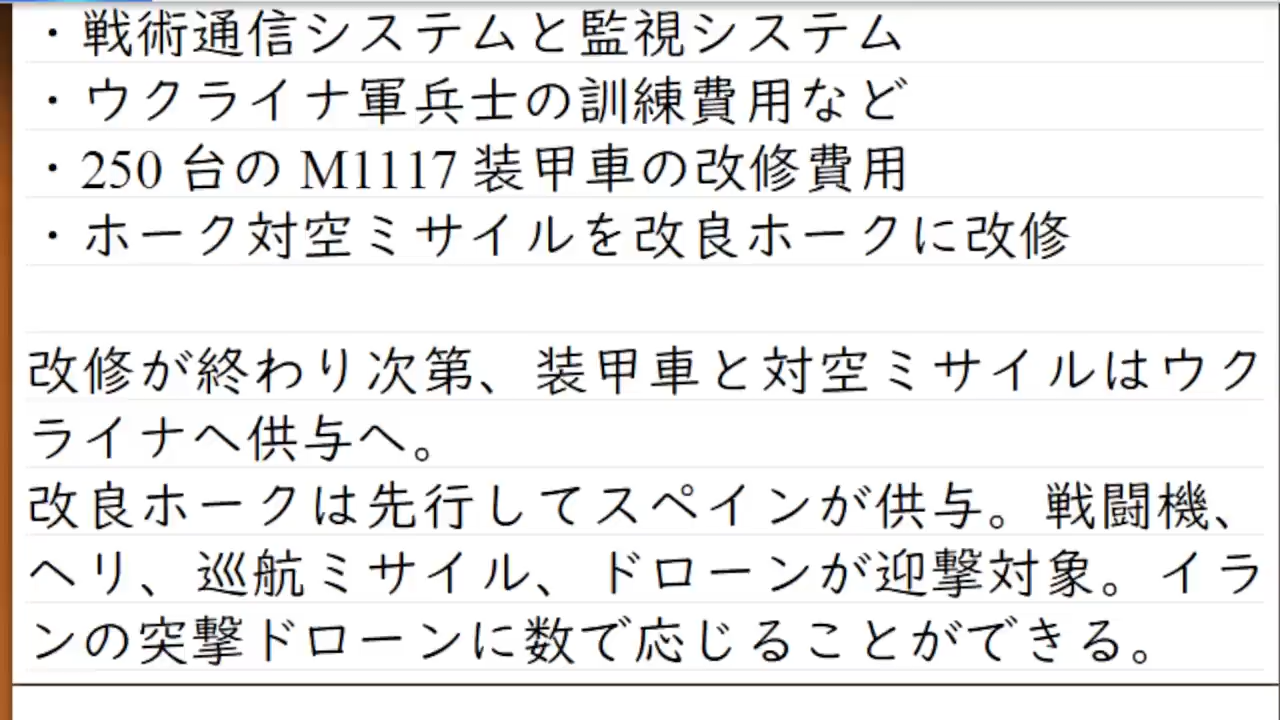 ・戦術通信システムと監視システム
・ウクライナ軍兵士の訓練費用など
・250 台の M1117 装甲車の改修費用
・ホーク対空ミサイルを改良ホークに改修
改修が終わり次第、装甲車と対空ミサイルはウク
ライナへ供与へ。
改良ホークは先行してスペインが供与。戦闘機、
ヘリ、巡航ミサイル、ドローンが迎撃対象。イラ
ンの突撃ドローンに数で応じることができる。